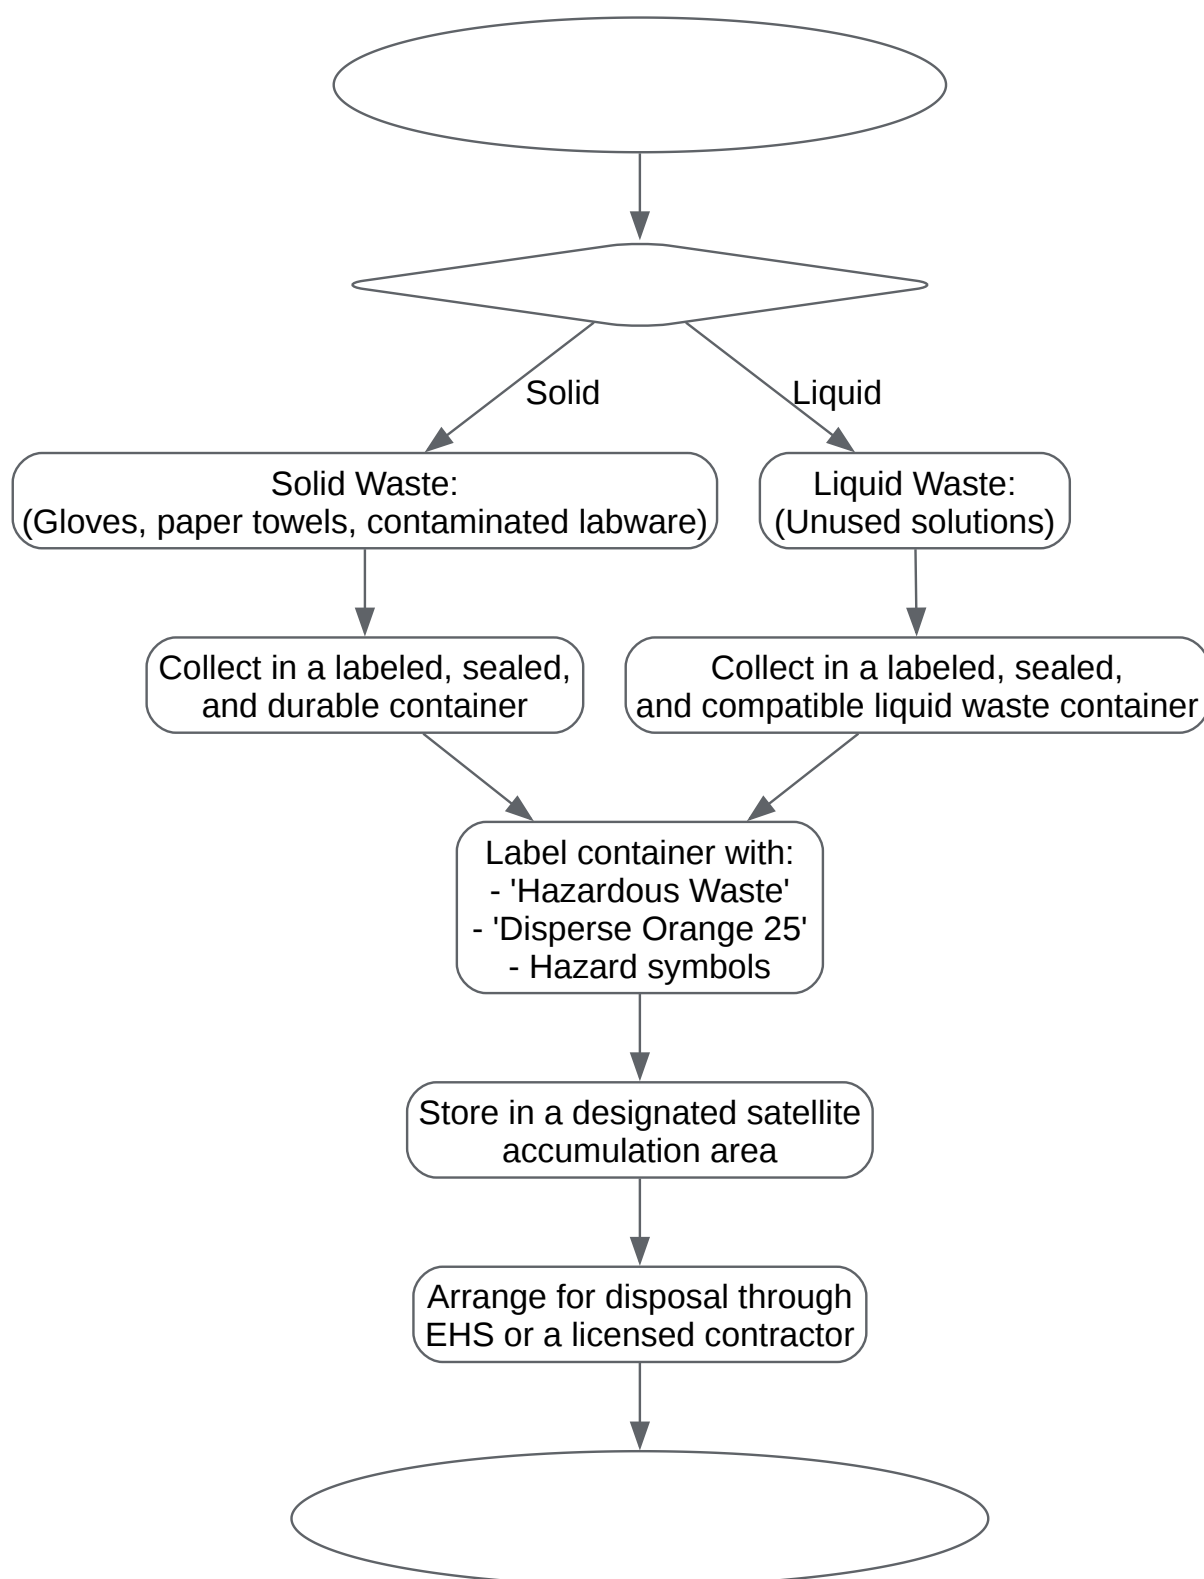 Solid
Liquid
Solid Waste:
(Gloves, paper towels, contaminated labware)
Liquid Waste:
(Unused solutions)
Collect in a labeled, sealed,
and durable container
Collect in a labeled, sealed,
and compatible liquid waste container
Label container with:
- 'Hazardous Waste'
- 'Disperse Orange 25'
- Hazard symbols
Store in a designated satellite
accumulation area
Arrange for disposal through
EHS or a licensed contractor